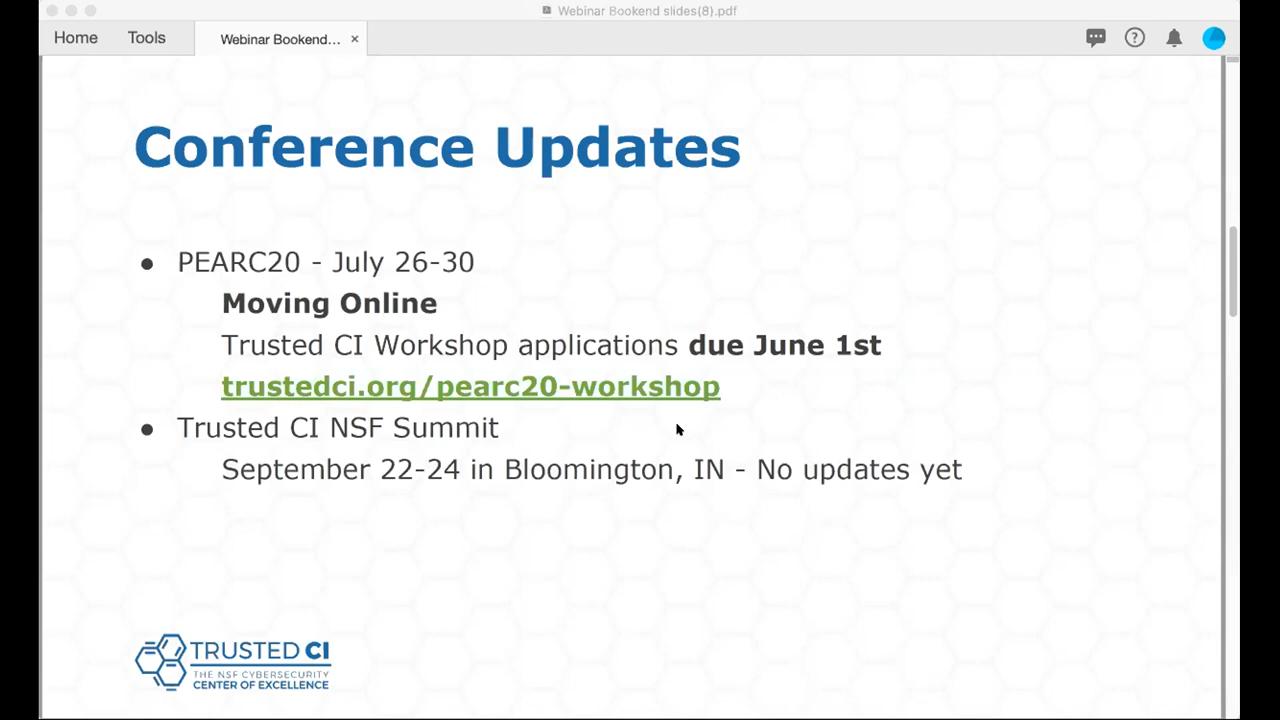 Webinar Bookend slides(8).pdf
Home Tools Webinar Bookend... ×
Conference Updates
● PEARC20 - July 26-30
Moving Online
Trusted CI Workshop applications due June 1st
trustedci.org/pearc20-workshop
● Trusted CI NSF Summit
September 22-24 in Bloomington, IN - No updates yet
TRUSTED CI
THE NSF CYBERSECURITY
CENTER OF EXCELLENCE